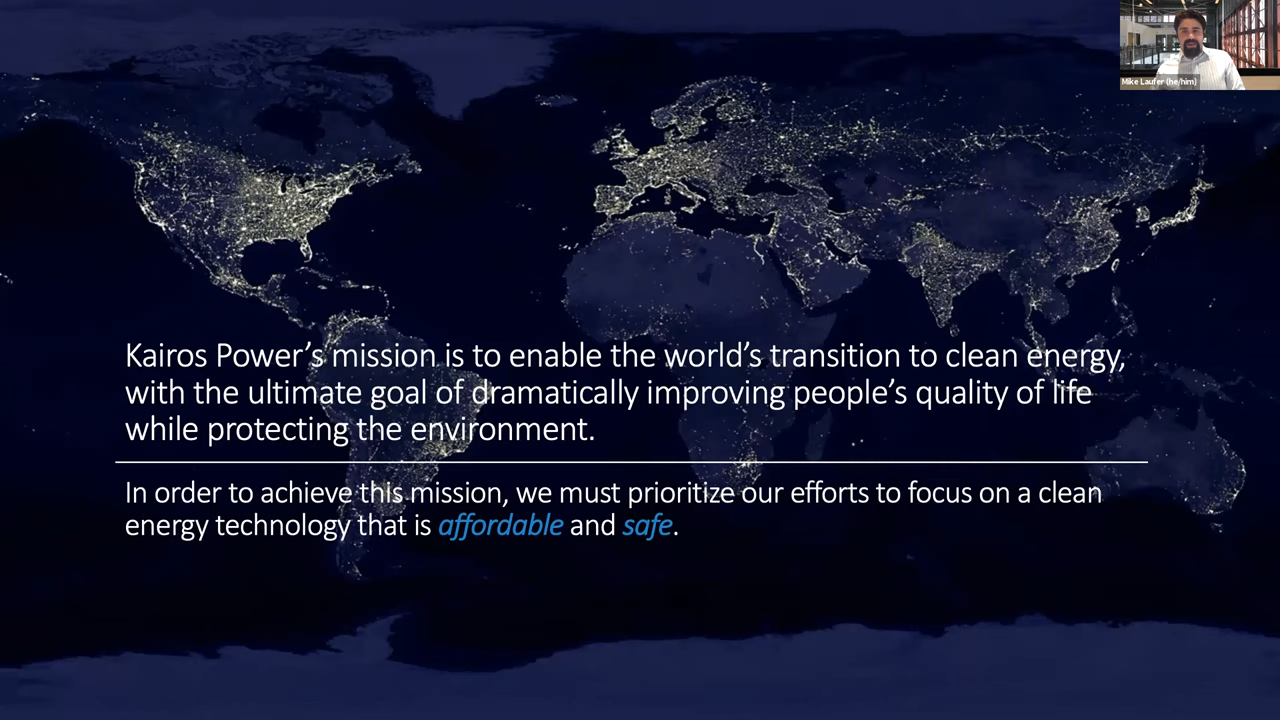 Mike Laufer (he/him)
Kairos Power’s mission is to enable the world’s transition to clean energy,
with the ultimate goal of dramatically improving people’s quality of life
while protecting the environment.
In order to achieve this mission, we must prioritize our efforts to focus on a clean
energy technology that is affordable and safe.